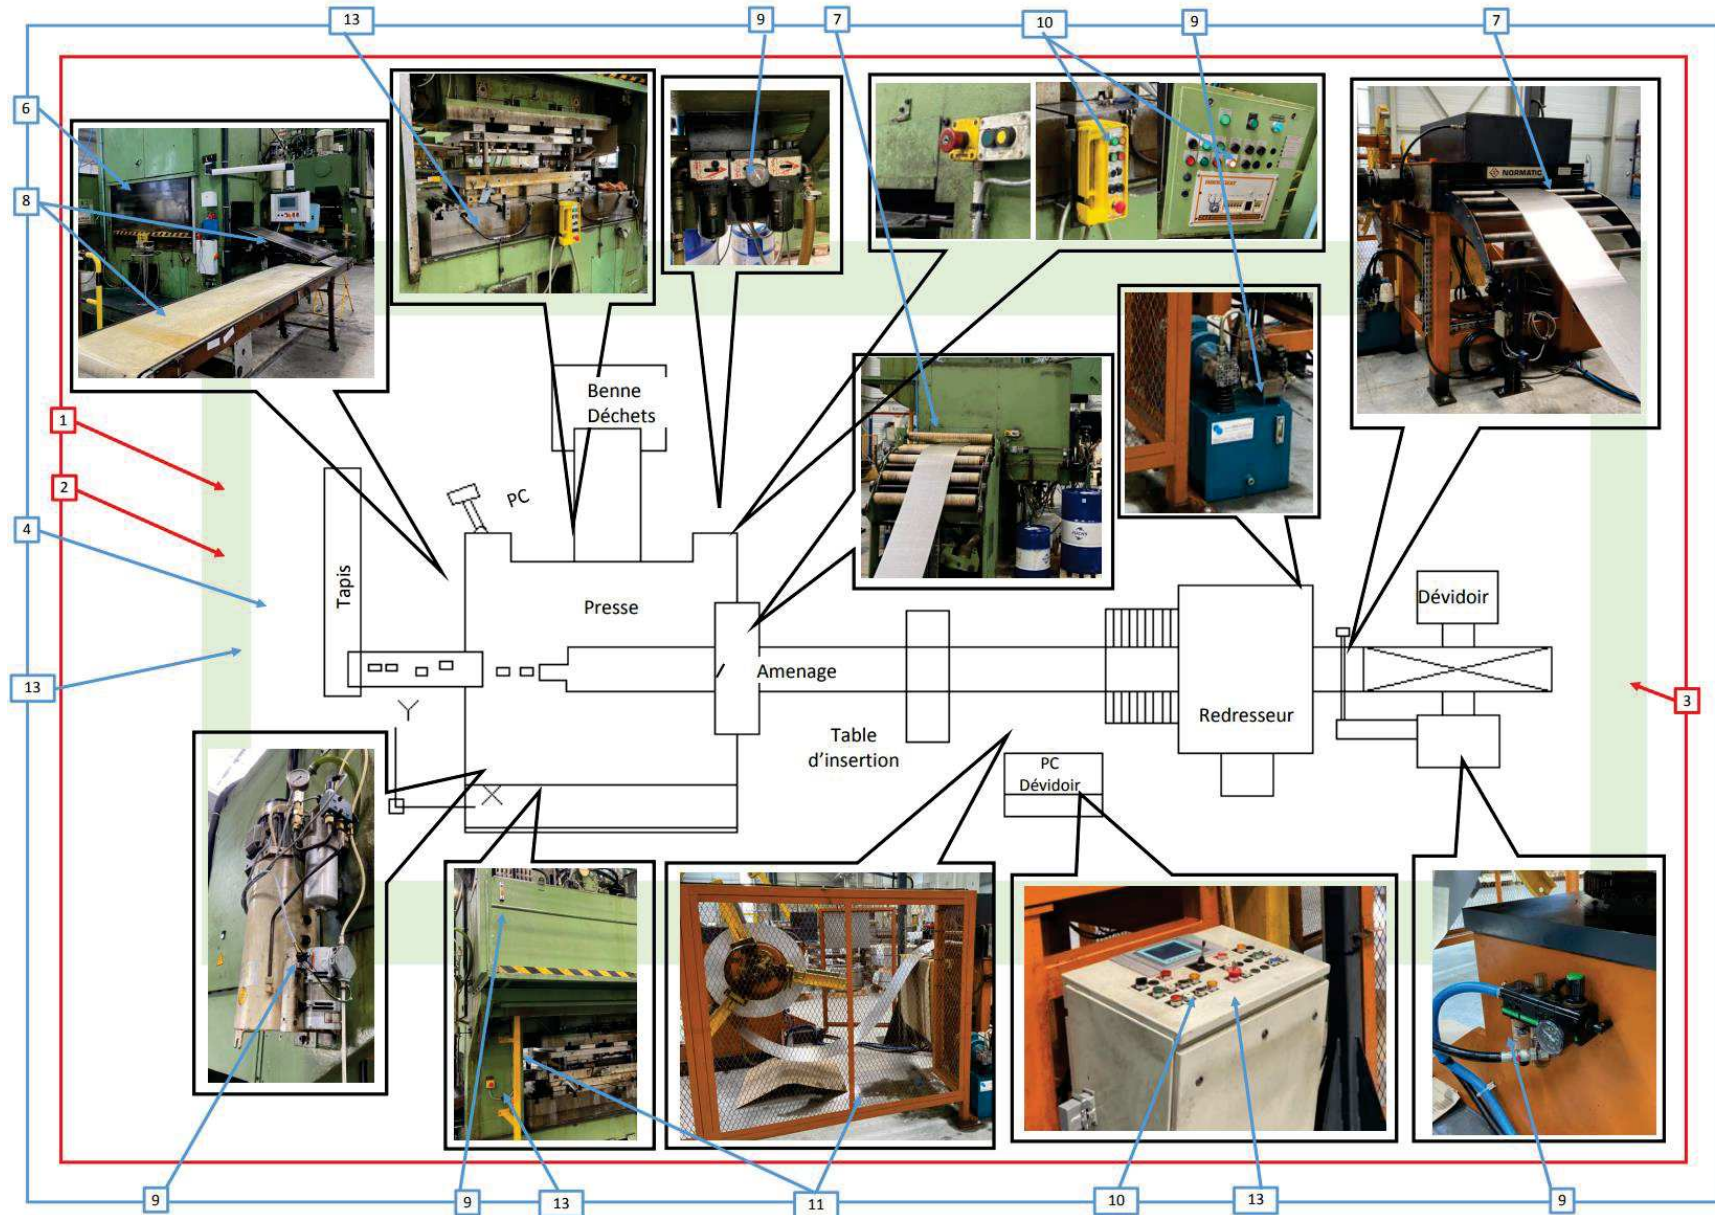 13
9
7
10
9
7
6
8
NORMATIC
1
2
4
13
3
Benne
Déchets
PC
Tapis
Presse
Amenage
Table
d'insertion
Redresseur
Dévidoir
PC
Dévidoir
Y
X
9
9
13
11
10
13
9